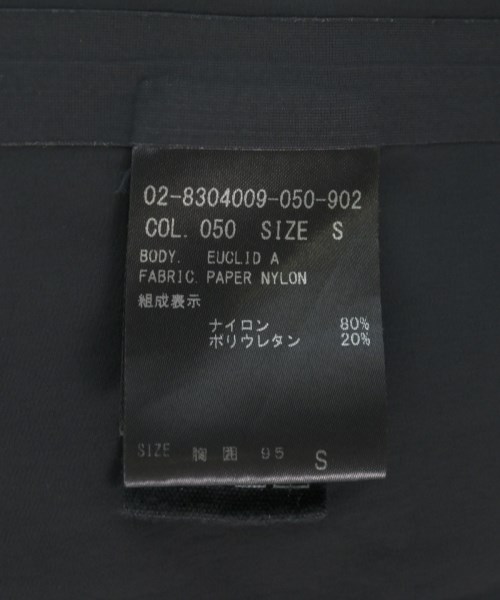 02-8304009-050-902
COL. 050 SIZE S
BODY. EUCLID A
FABRIC. PAPER NYLON
組成表示
ナイロン 80%
ポリウレタン 20%
SIZE 胸囲 95 S